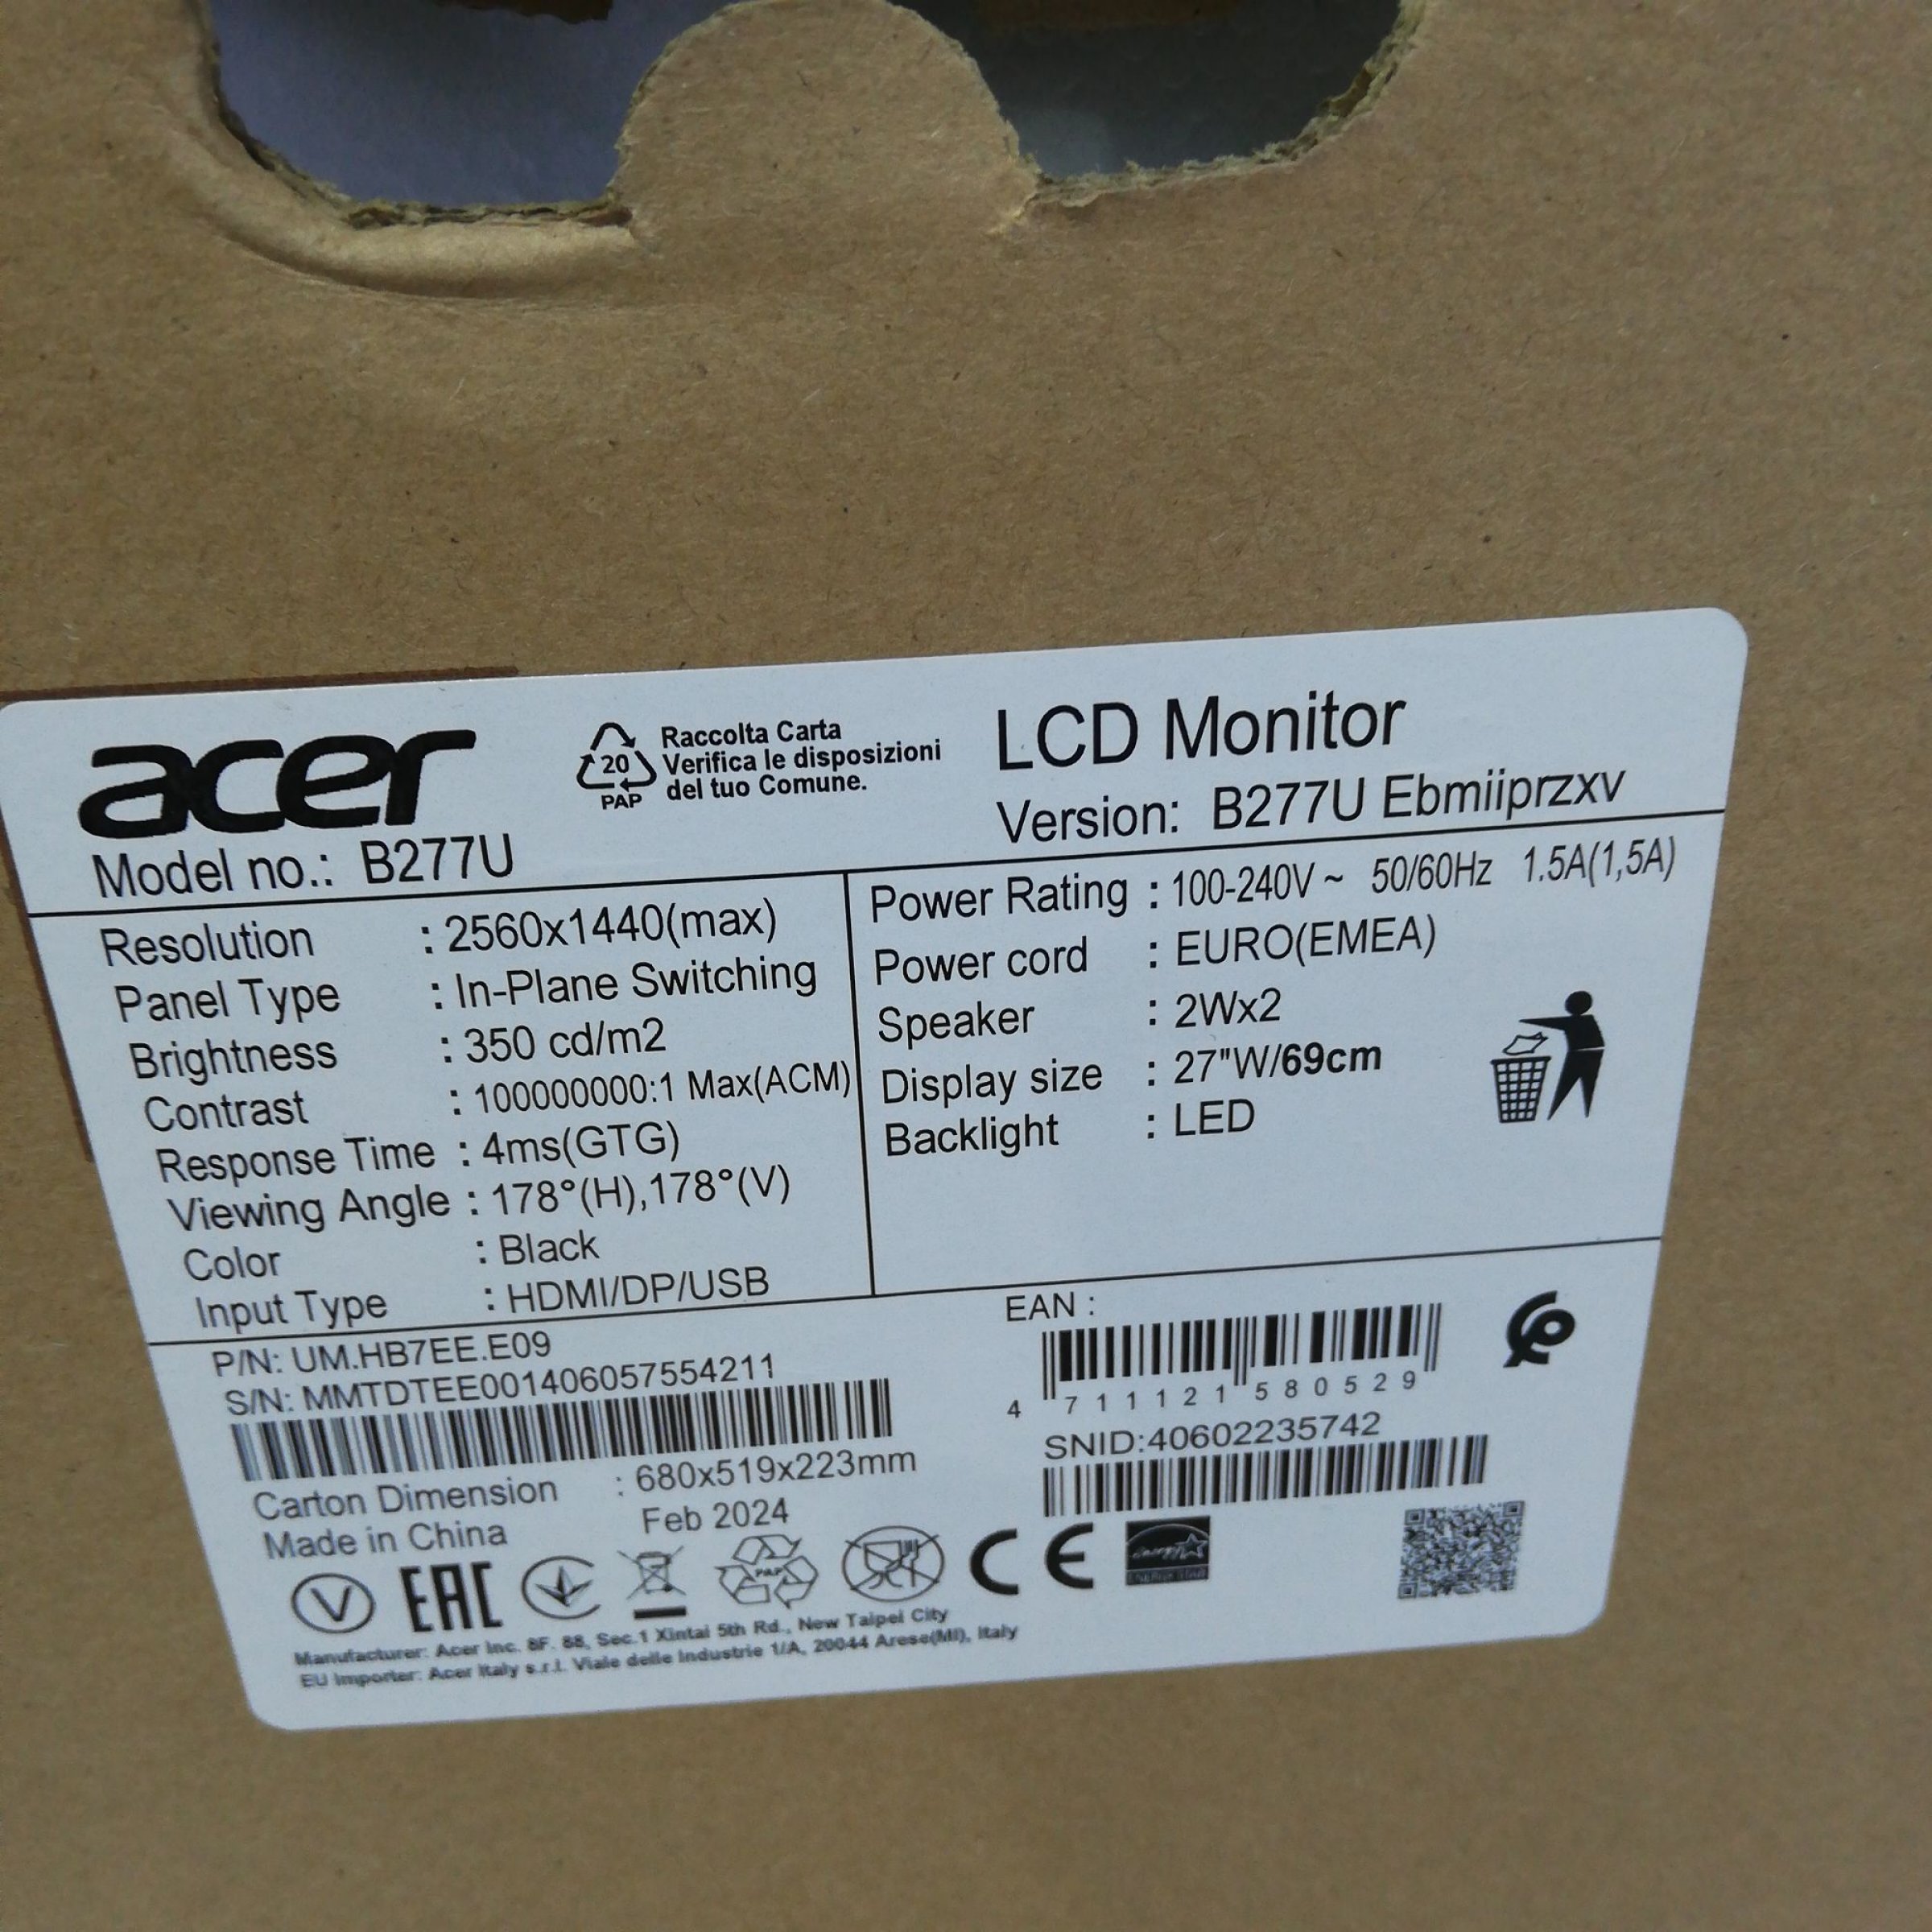 acer
20
PAP
Raccolta Carta
Verifica le disposizioni
del tuo Comune.
LCD Monitor
Model no.: B277U
Version: B277U Ebmiiprzxv
Resolution : 2560x1440(max)
Panel Type : In-Plane Switching
Brightness : 350 cd/m2
Contrast : 100000000:1 Max(ACM)
Response Time : 4ms(GTG)
Viewing Angle : 178°(H),178°(V)
Color : Black
Input Type : HDMI/DP/USB
Power Rating : 100-240V~ 50/60Hz 1.5A(1,5A)
Power cord : EURO(EMEA)
Speaker : 2Wx2
Display size : 27"W/69cm
Backlight : LED
P/N: UM.HB7EE.E09
S/N: MMTDTEE001406057554211
Carton Dimension : 680x519x223mm
Made in China Feb 2024
EAN :
4 711121 580529
SNID:40602235742
V EAC PAP CE energy
ENERGY STAR
Manufacturer: Acer Inc. 8F. 88, Sec.1 Xintai 5th Rd., New Taipei City
EU Importer: Acer Italy s.r.l. Viale delle Industrie 1/A, 20044 Arese(MI), Italy